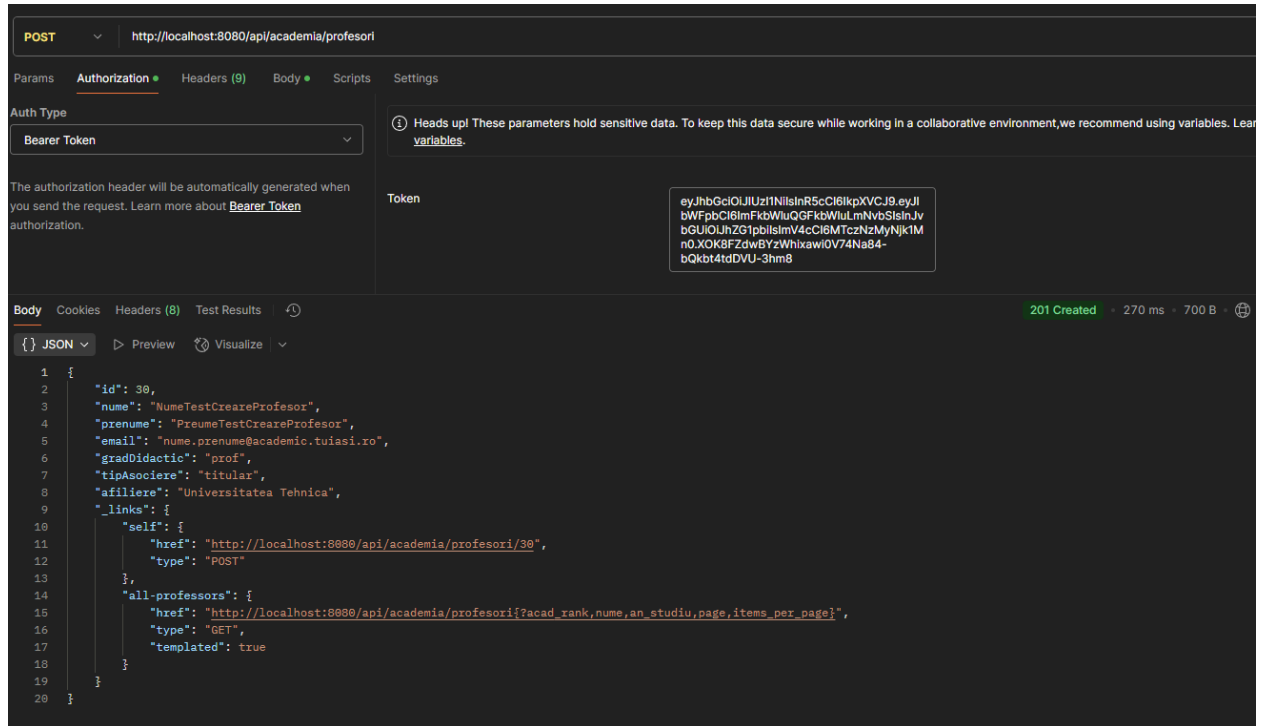 POST http://localhost:8080/api/academia/profesori
Params Authorization Headers (9) Body Scripts Settings
Auth Type
Bearer Token
The authorization header will be automatically generated when
you send the request. Learn more about Bearer Token
authorization.
Heads up! These parameters hold sensitive data. To keep this data secure while working in a collaborative environment,we recommend using variables. Lear
variables.
Token
eyJhbGciOiJIUzI1NiIsInR5cCI6IkpXVCJ9.eyJl
bWFpbCI6ImFkbWluQGFkbWluLmNvbSIsInJv
bGUiOiJhZG1pbiIsImV4cCI6MTczNzMyNjk1M
n0.XOK8FZdwBYzWhixawi0V74Na84-
bQkbt4tdDVU-3hm8
Body Cookies Headers (8) Test Results 201 Created • 270 ms • 700 B
{} JSON Preview Visualize
1 {
2 "id": 30,
3 "nume": "NumeTestCreareProfesor",
4 "prenume": "PreumeTestCreareProfesor",
5 "email": "nume.prenume@academic.tuiasi.ro",
6 "gradDidactic": "prof",
7 "tipAsociere": "titular",
8 "afiliere": "Universitatea Tehnica",
9 "_links": {
10 "self": {
11 "href": "http://localhost:8080/api/academia/profesori/30",
12 "type": "POST"
13 },
14 "all-professors": {
15 "href": "http://localhost:8080/api/academia/profesori{?acad_rank,nume,an_studiu,page,items_per_page}",
16 "type": "GET",
17 "templated": true
18 }
19 }
20 }